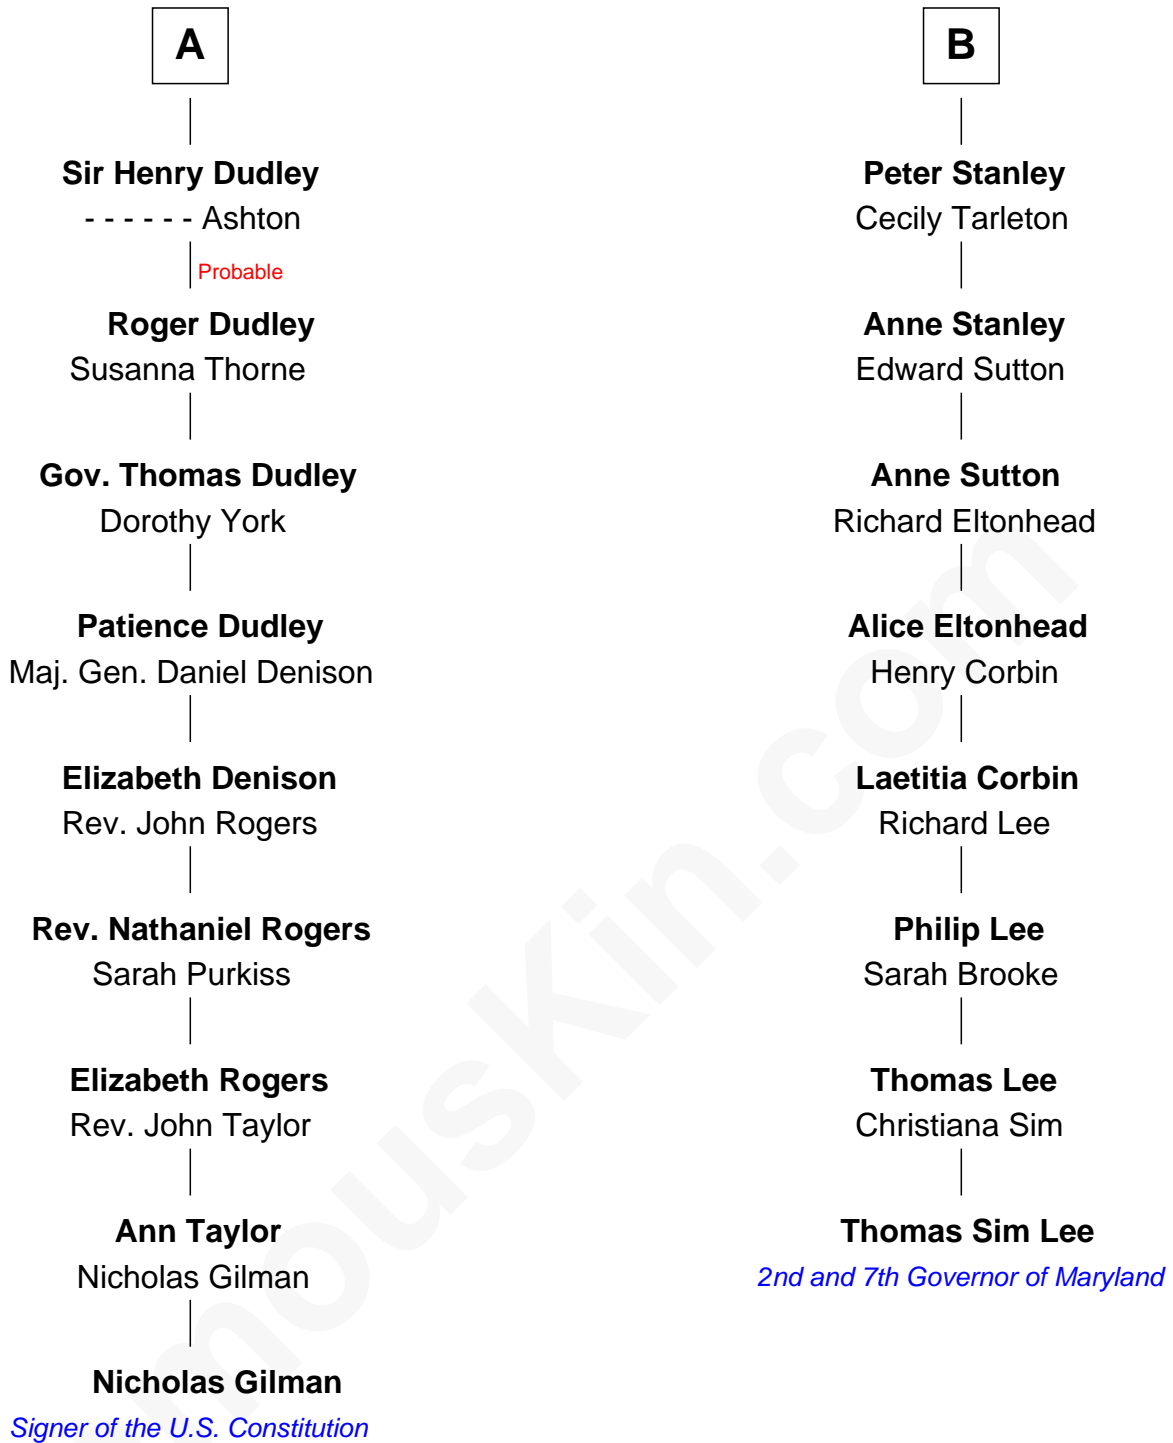 A
Sir Henry Dudley
- - - - - - Ashton
Probable
Roger Dudley
Susanna Thorne
Gov. Thomas Dudley
Dorothy York
Patience Dudley
Maj. Gen. Daniel Denison
Elizabeth Denison
Rev. John Rogers
Rev. Nathaniel Rogers
Sarah Purkiss
Elizabeth Rogers
Rev. John Taylor
Ann Taylor
Nicholas Gilman
Nicholas Gilman
Signer of the U.S. Constitution
B
Peter Stanley
Cecily Tarleton
Anne Stanley
Edward Sutton
Anne Sutton
Richard Eltonhead
Alice Eltonhead
Henry Corbin
Laetitia Corbin
Richard Lee
Philip Lee
Sarah Brooke
Thomas Lee
Christiana Sim
Thomas Sim Lee
2nd and 7th Governor of Maryland
mousKin.com